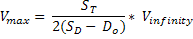 V_max = S_T / 2(S_D − D_o) * V_infinity